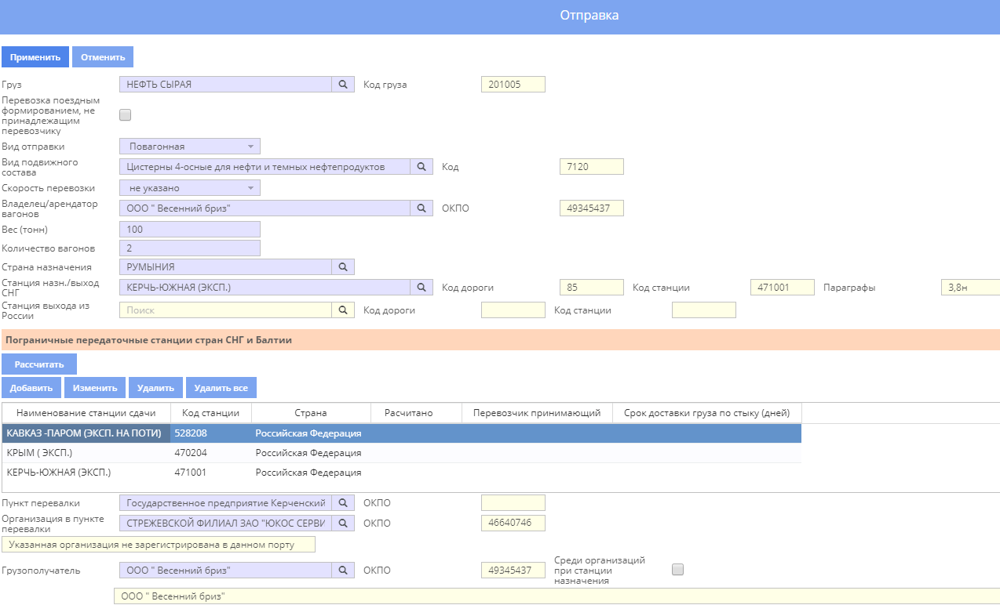 Отправка
Применить Отменить
Груз НЕФТЬ СЫРАЯ Код груза 201005
Перевозка поездным
формированием, не
принадлежащим
перевозчику
Вид отправки Повагонная
Вид подвижного
состава Цистерны 4-осные для нефти и темных нефтепродуктов Код 7120
Скорость перевозки не указано
Владелец/арендатор
вагонов ООО " Весенний бриз" ОКПО 49345437
Вес (тонн) 100
Количество вагонов 2
Страна назначения РУМЫНИЯ
Станция назн./выход
СНГ КЕРЧЬ-ЮЖНАЯ (ЭКСП.) Код дороги 85 Код станции 471001 Параграфы 3,8н
Станция выхода из
России Поиск Код дороги Код станции
Пограничные передаточные станции стран СНГ и Балтии
Рассчитать
Добавить Изменить Удалить Удалить все
Наименование станции сдачи Код станции Страна Расчитано Перевозчик принимающий Срок доставки груза по стыку (дней)
КАВКАЗ -ПАРОМ (ЭКСП. НА ПОТИ) 528208 Российская Федерация
КРЫМ ( ЭКСП.) 470204 Российская Федерация
КЕРЧЬ-ЮЖНАЯ (ЭКСП.) 471001 Российская Федерация
Пункт перевалки Государственное предприятие Керченский ОКПО
Организация в пункте
перевалки СТРЕЖЕВСКОЙ ФИЛИАЛ ЗАО "ЮКОС СЕРВИ ОКПО 46640746
Указанная организация не зарегистрирована в данном порту
Грузополучатель ООО " Весенний бриз" ОКПО 49345437 Среди организаций
при станции
назначения
ООО " Весенний бриз"